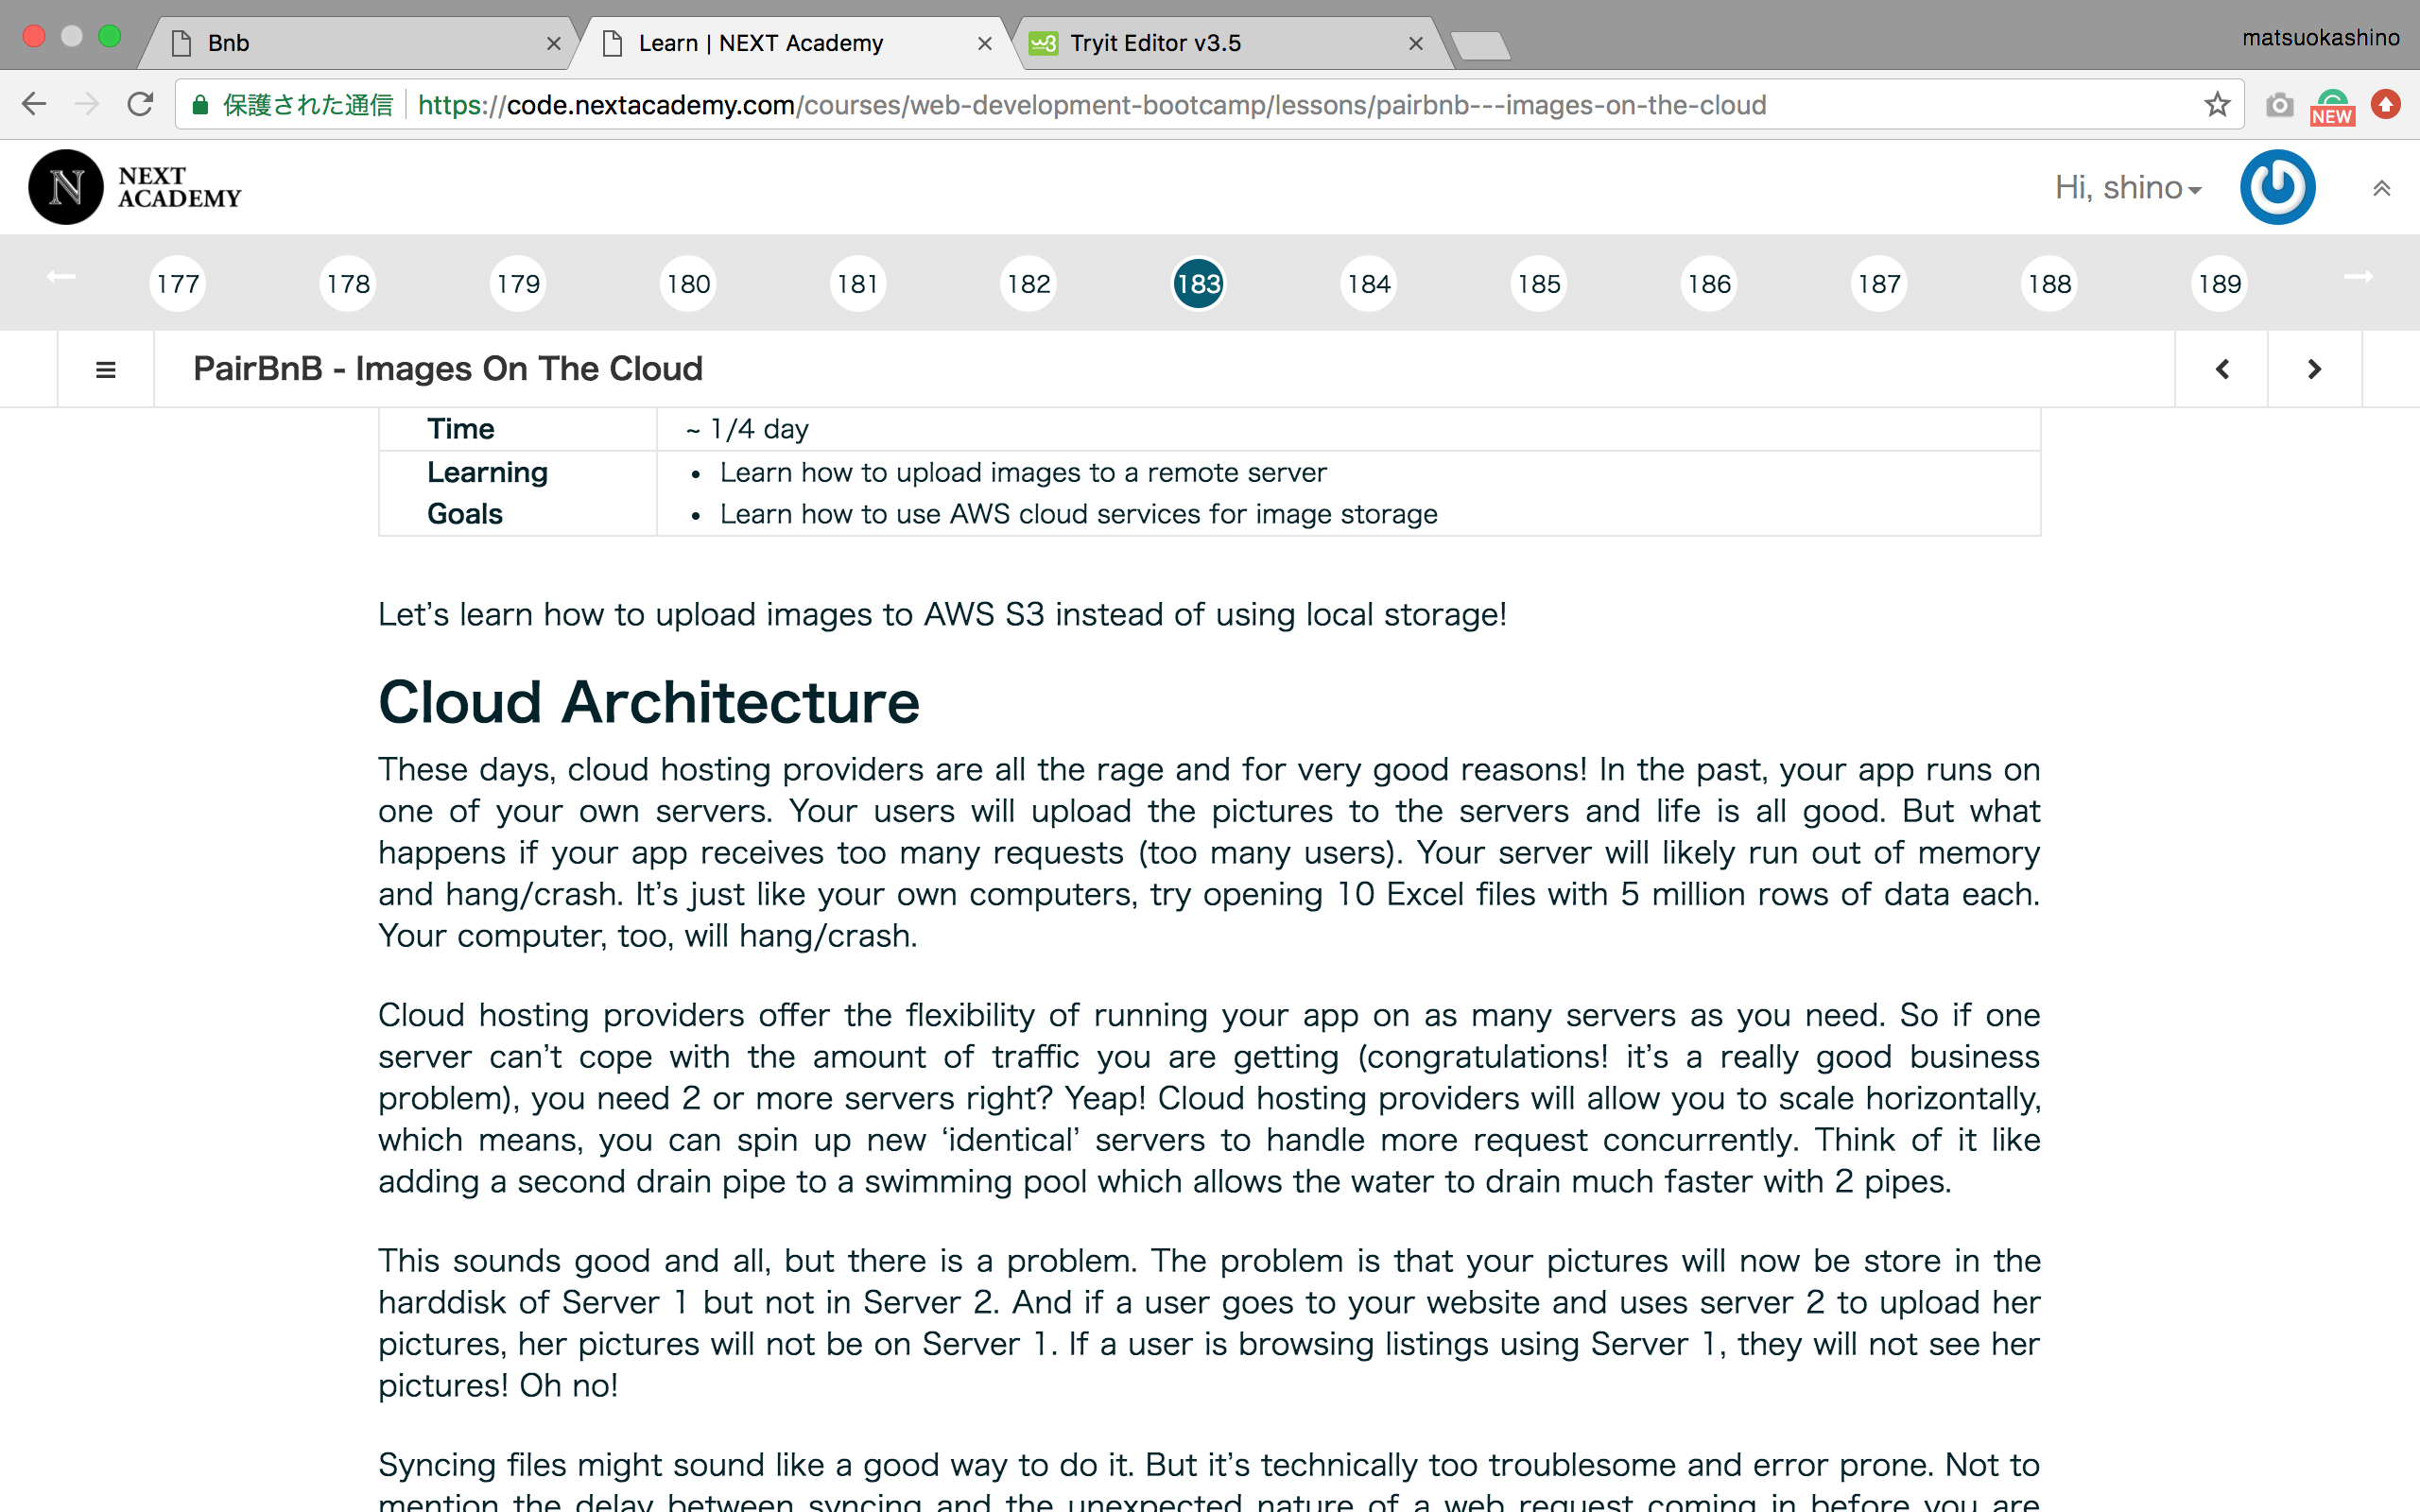 Bnb
Learn | NEXT Academy
Tryit Editor v3.5
matsuokashino
保護された通信
https://code.nextacademy.com/courses/web-development-bootcamp/lessons/pairbnb---images-on-the-cloud
NEW
N
NEXT
ACADEMY
Hi, shino
177 178 179 180 181 182 183 184 185 186 187 188 189
PairBnB - Images On The Cloud
Time ~ 1/4 day
Learning • Learn how to upload images to a remote server
Goals • Learn how to use AWS cloud services for image storage
Let’s learn how to upload images to AWS S3 instead of using local storage!
Cloud Architecture
These days, cloud hosting providers are all the rage and for very good reasons! In the past, your app runs on
one of your own servers. Your users will upload the pictures to the servers and life is all good. But what
happens if your app receives too many requests (too many users). Your server will likely run out of memory
and hang/crash. It’s just like your own computers, try opening 10 Excel files with 5 million rows of data each.
Your computer, too, will hang/crash.
Cloud hosting providers offer the flexibility of running your app on as many servers as you need. So if one
server can’t cope with the amount of traffic you are getting (congratulations! it’s a really good business
problem), you need 2 or more servers right? Yeap! Cloud hosting providers will allow you to scale horizontally,
which means, you can spin up new ‘identical’ servers to handle more request concurrently. Think of it like
adding a second drain pipe to a swimming pool which allows the water to drain much faster with 2 pipes.
This sounds good and all, but there is a problem. The problem is that your pictures will now be store in the
harddisk of Server 1 but not in Server 2. And if a user goes to your website and uses server 2 to upload her
pictures, her pictures will not be on Server 1. If a user is browsing listings using Server 1, they will not see her
pictures! Oh no!
Syncing files might sound like a good way to do it. But it’s technically too troublesome and error prone. Not to
mention the delay between syncing and the unexpected nature of a web request coming in before you are